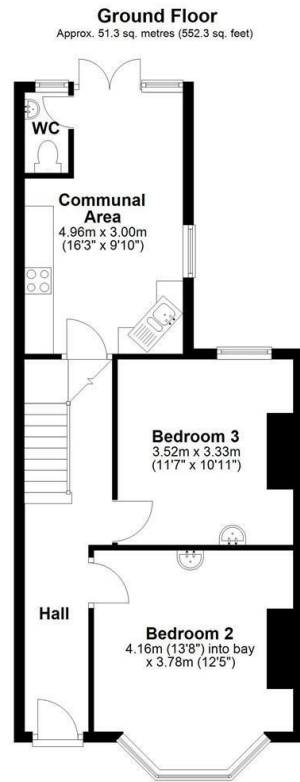 Ground Floor
Approx. 51.3 sq. metres (552.3 sq. feet)
WC
Communal
Area
4.96m x 3.00m
(16'3" x 9'10")
Bedroom 3
3.52m x 3.33m
(11'7" x 10'11")
Hall
Bedroom 2
4.16m (13'8") into bay
x 3.78m (12'5")